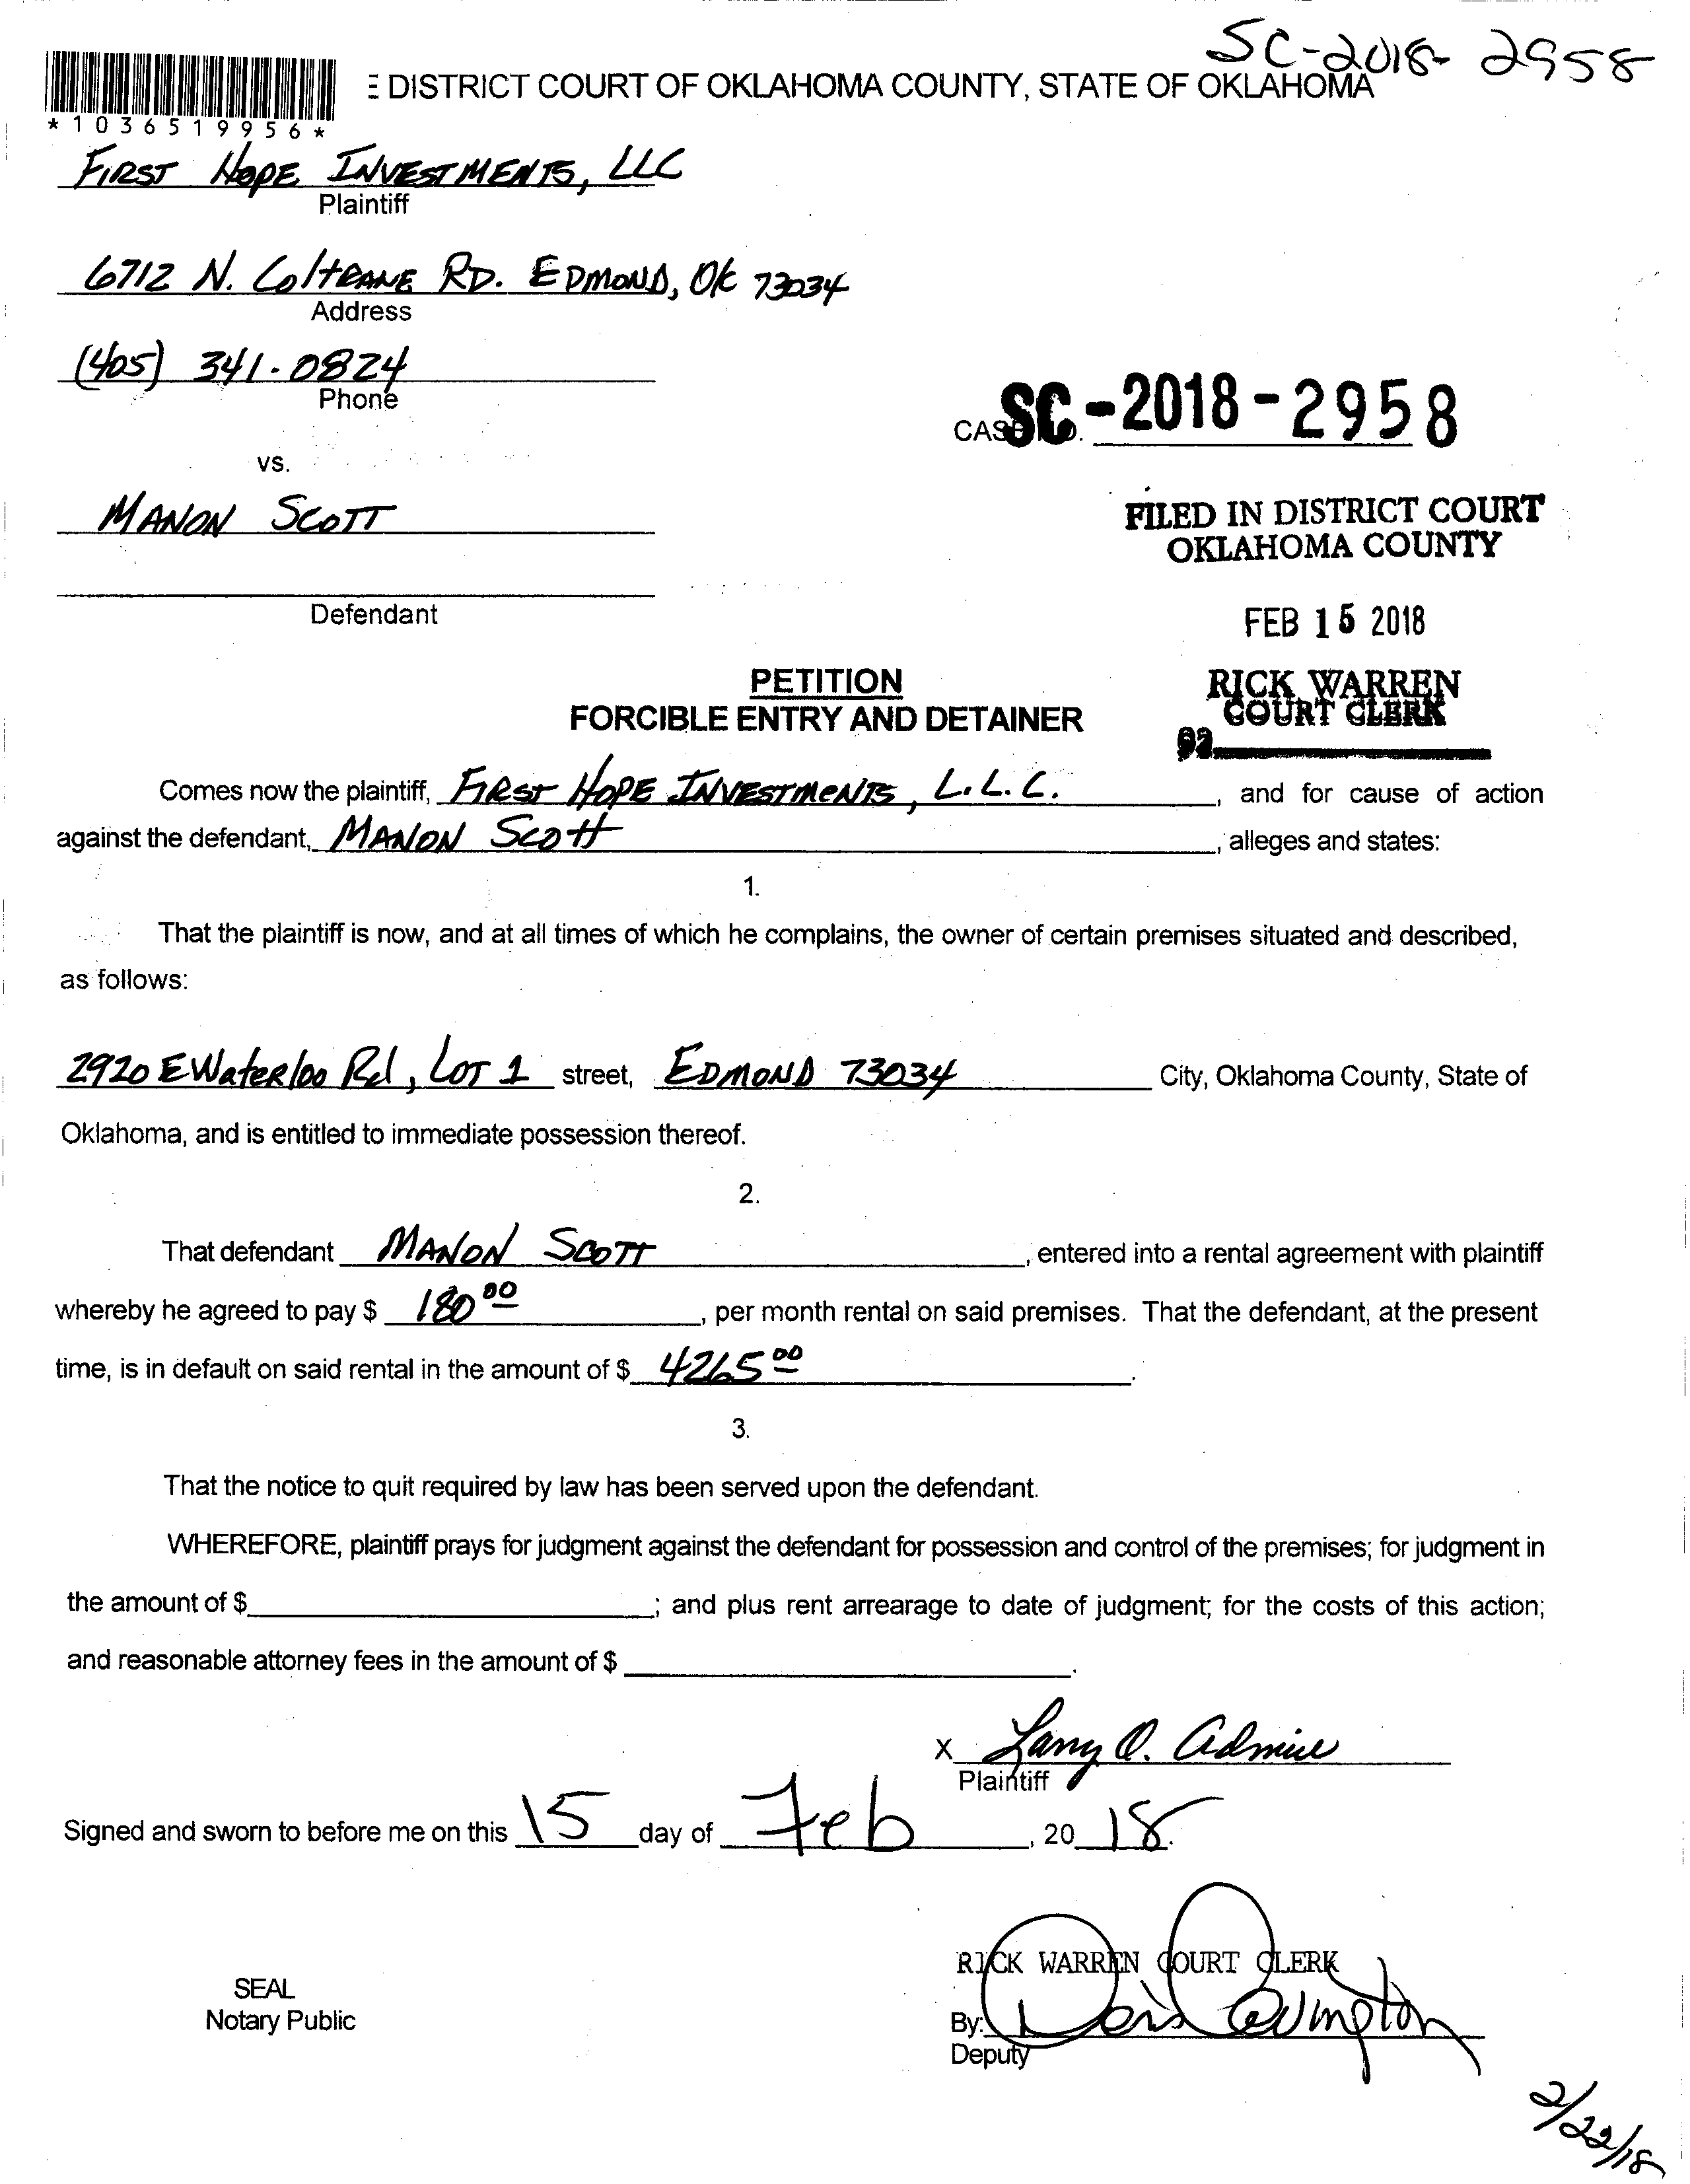 SC-2018-2958
DISTRICT COURT OF OKLAHOMA COUNTY, STATE OF OKLAHOMA
*1036519956*
FIRST HOPE INVESTMENTS, LLC
Plaintiff
6712 N. COLTRANE RD. EDMOND, OK 73034
Address
(405) 341-0824
Phone
SC-2018-2958
vs.
MANON SCOTT
FILED IN DISTRICT COURT
OKLAHOMA COUNTY
Defendant
FEB 15 2018
PETITION
FORCIBLE ENTRY AND DETAINER
RICK WARREN
COURT CLERK
Comes now the plaintiff, FIRST HOPE INVESTMENTS, L.L.C., and for cause of action
against the defendant, MANON SCOTT, alleges and states:
1.
That the plaintiff is now, and at all times of which he complains, the owner of certain premises situated and described,
as follows:
2920 E Waterloo Rd, LOT 1 street, EDMOND 73034 City, Oklahoma County, State of
Oklahoma, and is entitled to immediate possession thereof.
2.
That defendant MANON SCOTT, entered into a rental agreement with plaintiff
whereby he agreed to pay $ 180 00, per month rental on said premises. That the defendant, at the present
time, is in default on said rental in the amount of $ 4265 00.
3.
That the notice to quit required by law has been served upon the defendant.
WHEREFORE, plaintiff prays for judgment against the defendant for possession and control of the premises; for judgment in
the amount of $ ; and plus rent arrearage to date of judgment; for the costs of this action;
and reasonable attorney fees in the amount of $ .
X Larry O. Admire
Plaintiff
Signed and sworn to before me on this 15 day of Feb, 2018.
RICK WARREN COURT CLERK
SEAL
Notary Public
By: Covington
Deputy
2/22/18